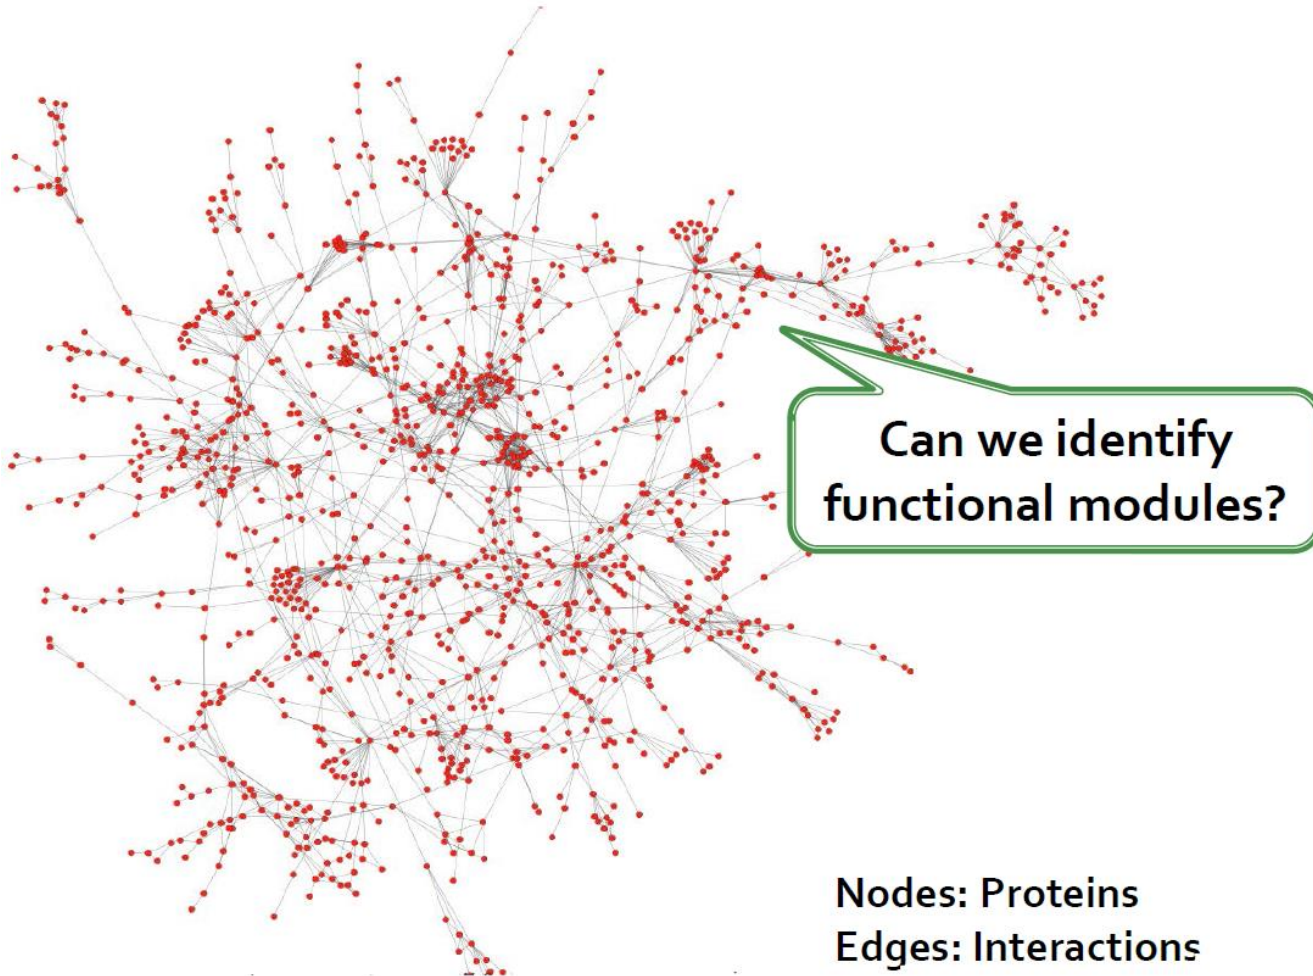 Can we identify
functional modules?
Nodes: Proteins
Edges: Interactions